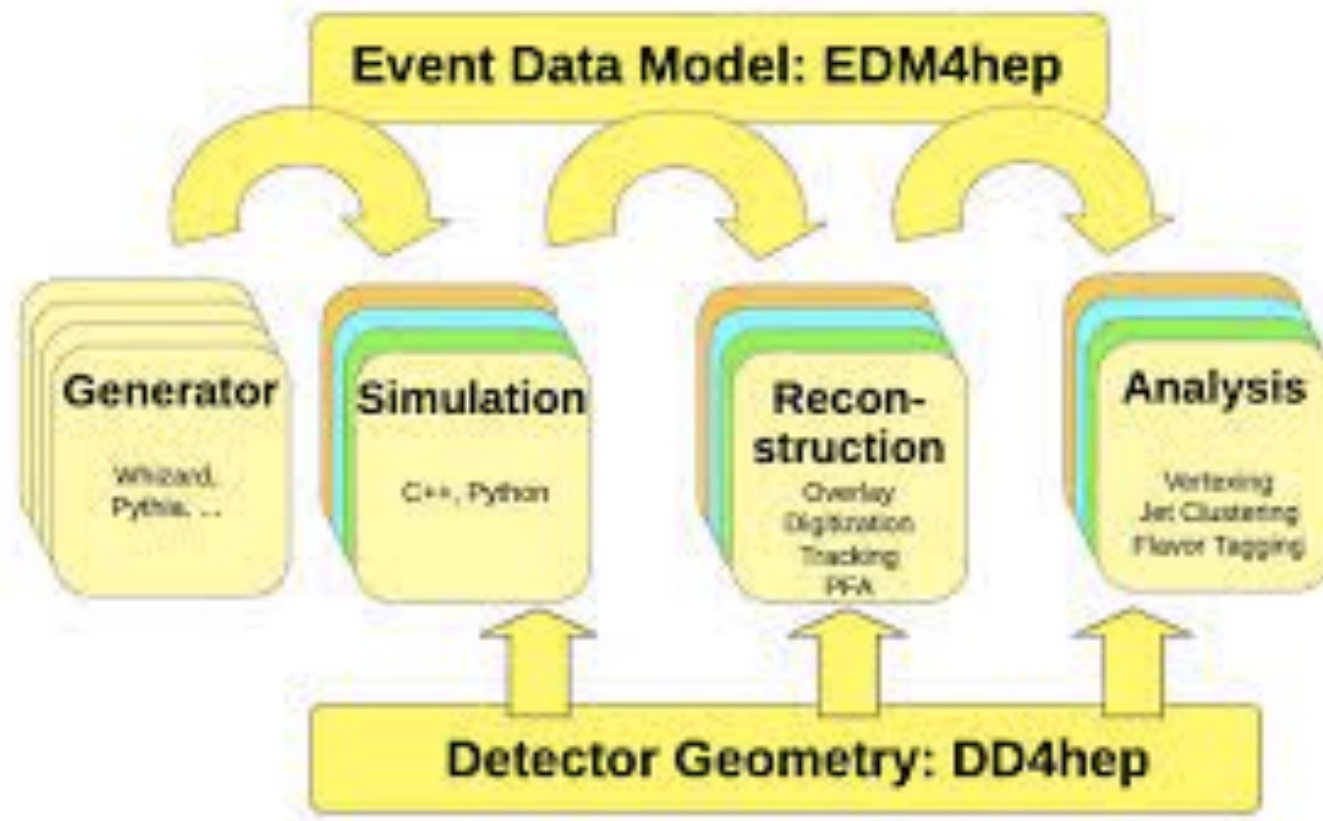 Event Data Model: EDM4hep
Generator
Whizard,
Pythia, ...
Simulation
C++, Python
Recon-
struction
Overlay
Digitization
Tracking
PFA
Analysis
Vertexing
Jet Clustering
Flavor Tagging
Detector Geometry: DD4hep